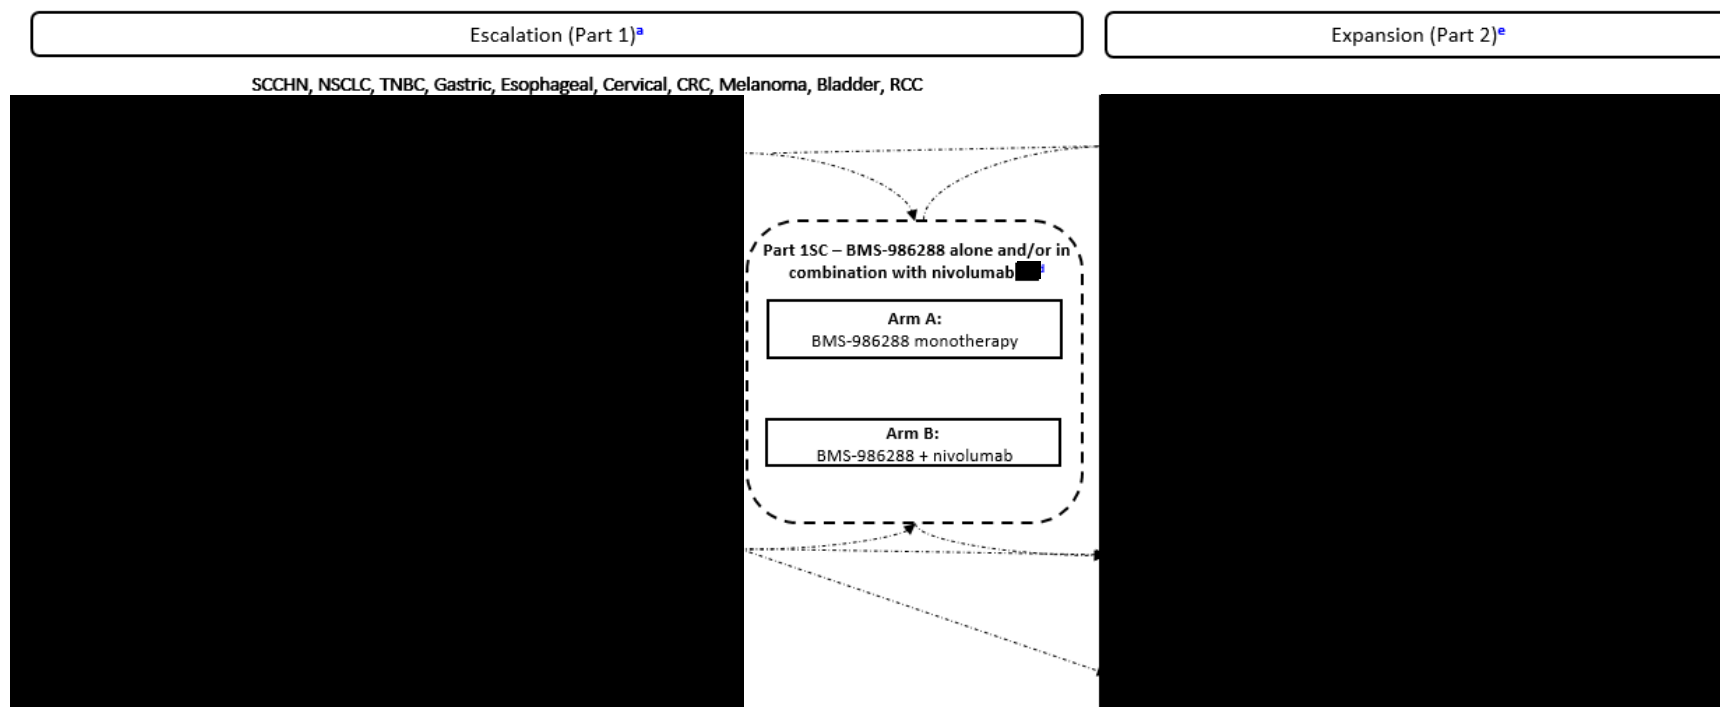 Escalation (Part 1)a
Expansion (Part 2)e
SCCHN, NSCLC, TNBC, Gastric, Esophageal, Cervical, CRC, Melanoma, Bladder, RCC
Part 1SC – BMS-986288 alone and/or in
combination with nivolumab d
Arm A:
BMS-986288 monotherapy
Arm B:
BMS-986288 + nivolumab